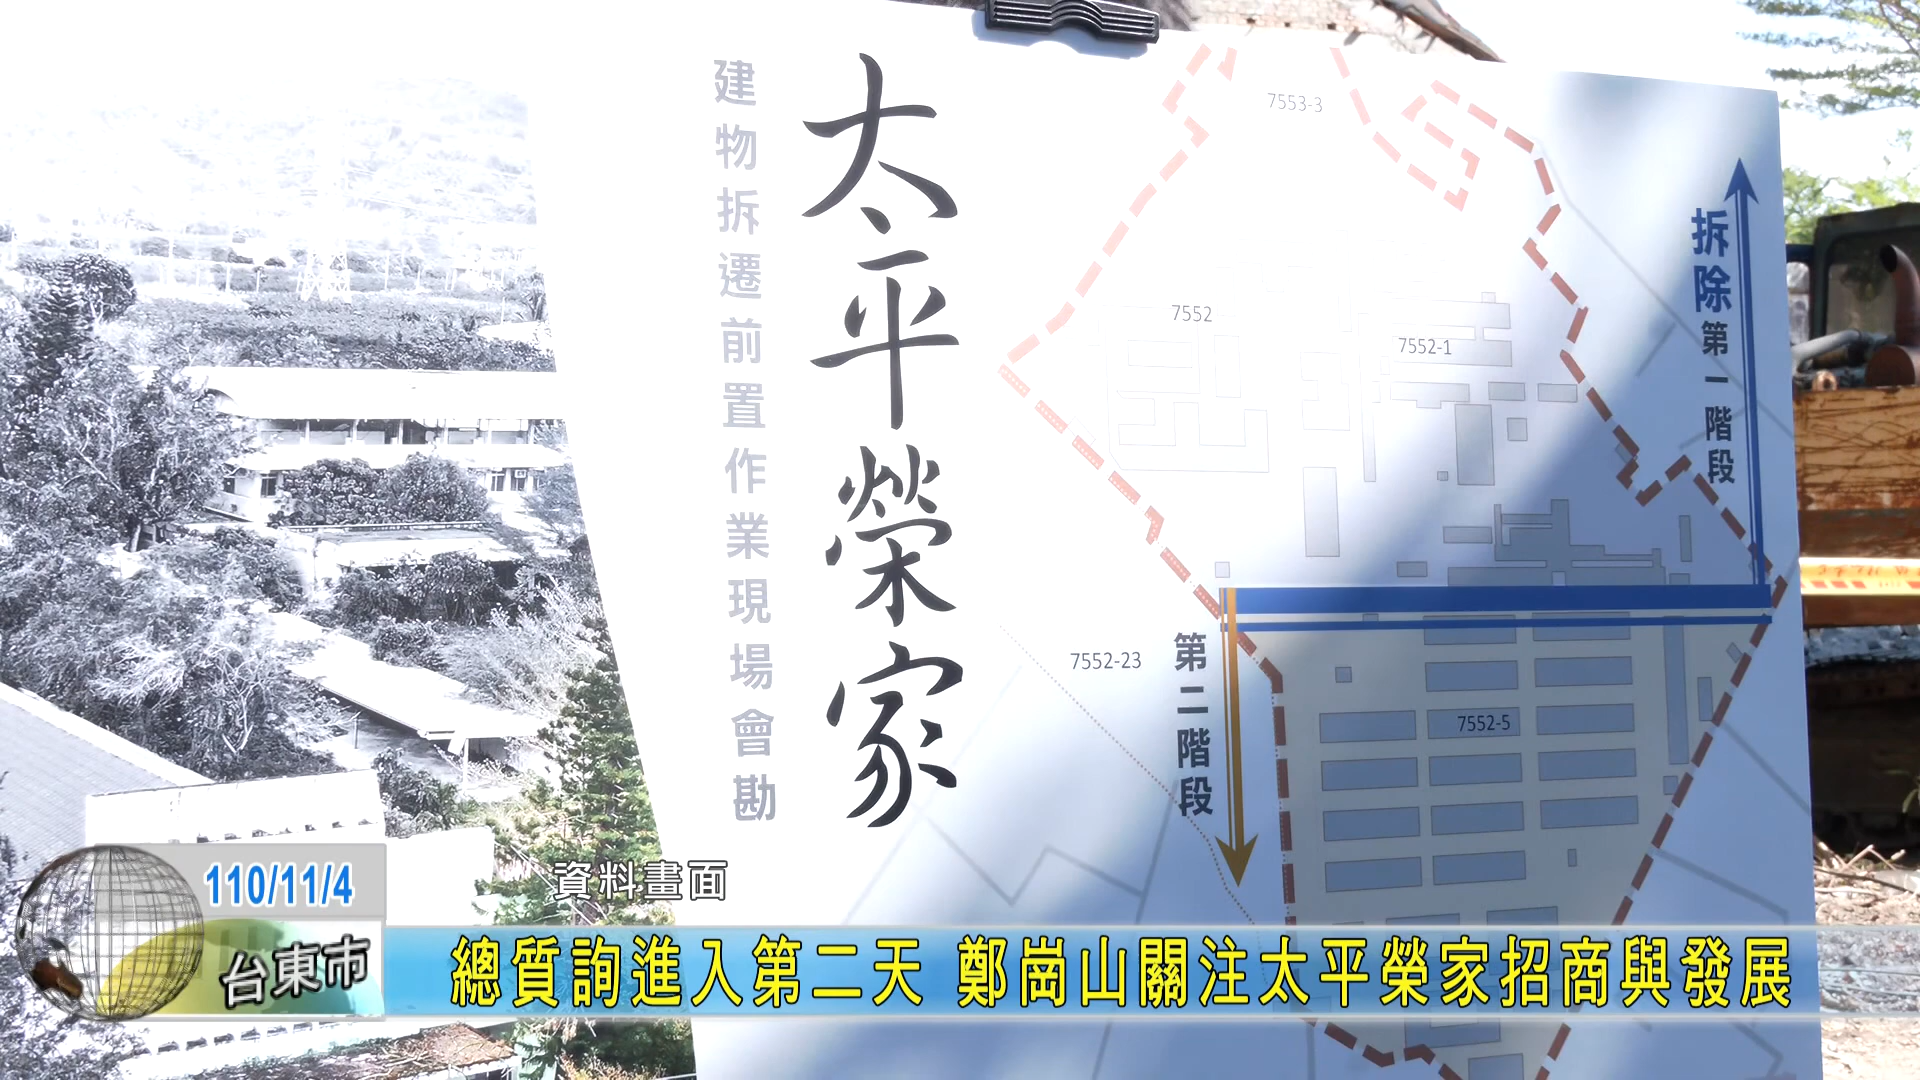 建物拆遷前置作業現場會勘
太平榮家
7553-3
拆除第一階段
7552
7552-1
7552-23
第二階段
7552-5
110/11/4
資料畫面
台東市
總質詢進入第二天 鄭崗山關注太平榮家招商與發展